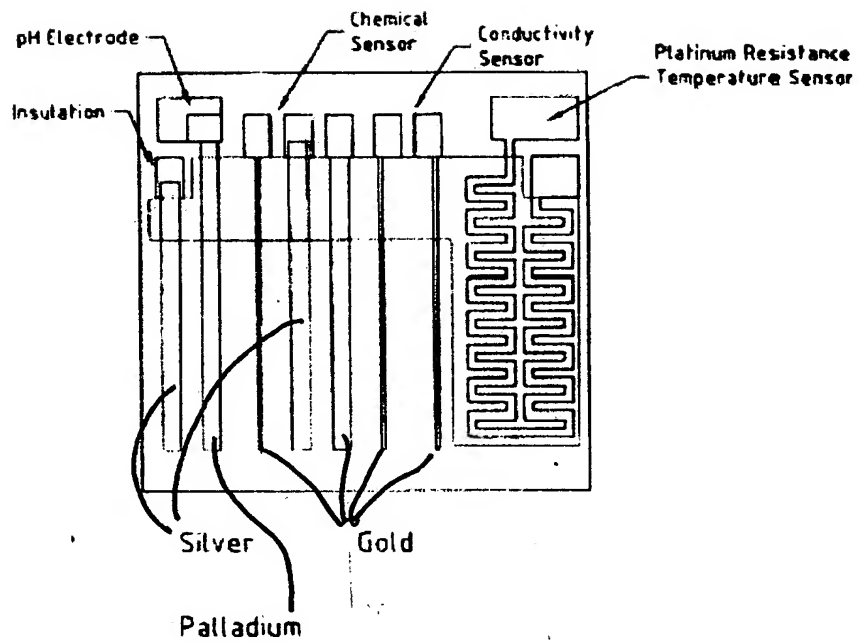 pH Electrode
Chemical
Sensor
Conductivity
Sensor
Platinum Resistance
Temperature Sensor
Insulation
Silver
Gold
Palladium